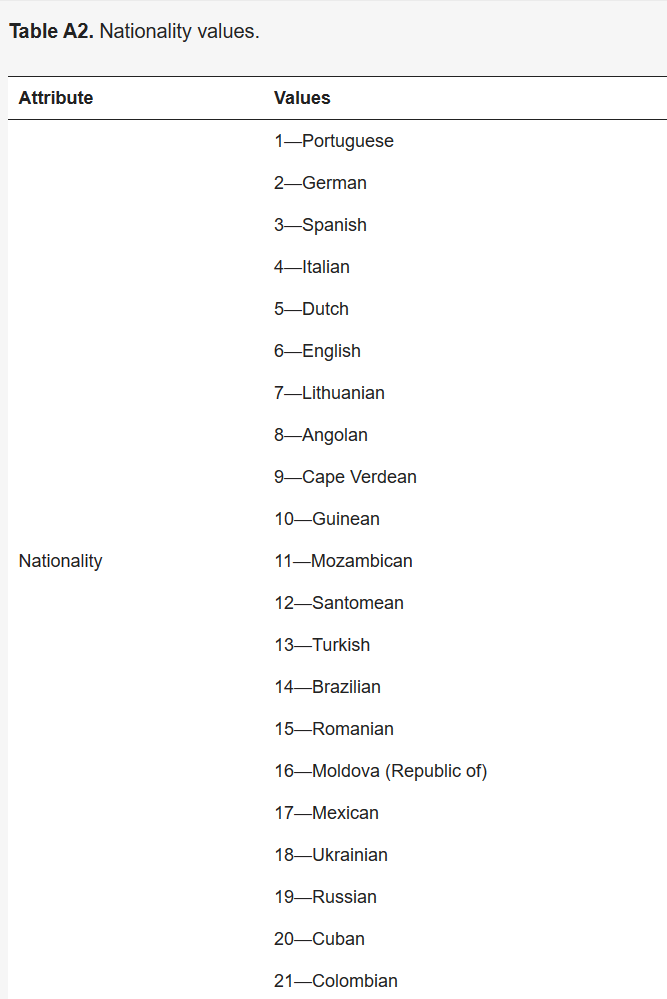 Table A2. Nationality values.
Attribute Values
1—Portuguese
2—German
3—Spanish
4—Italian
5—Dutch
6—English
7—Lithuanian
8—Angolan
9—Cape Verdean
10—Guinean
Nationality 11—Mozambican
12—Santomean
13—Turkish
14—Brazilian
15—Romanian
16—Moldova (Republic of)
17—Mexican
18—Ukrainian
19—Russian
20—Cuban
21—Colombian